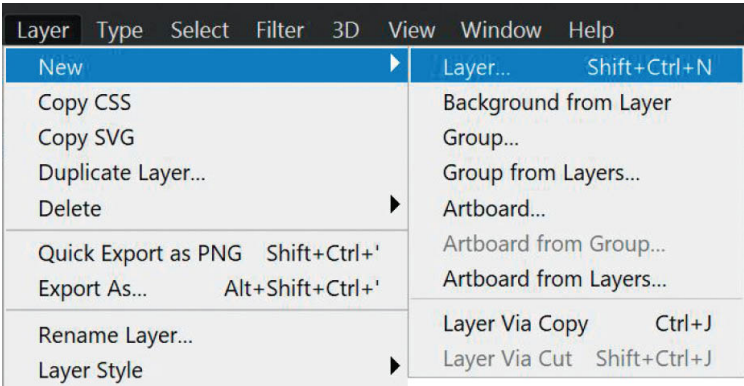 Layer Type Select Filter 3D View Window Help
New
Copy CSS
Copy SVG
Duplicate Layer...
Delete
Quick Export as PNG Shift+Ctrl+'
Export As... Alt+Shift+Ctrl+'
Rename Layer...
Layer Style
Layer... Shift+Ctrl+N
Background from Layer
Group...
Group from Layers...
Artboard...
Artboard from Group...
Artboard from Layers...
Layer Via Copy Ctrl+J
Layer Via Cut Shift+Ctrl+J